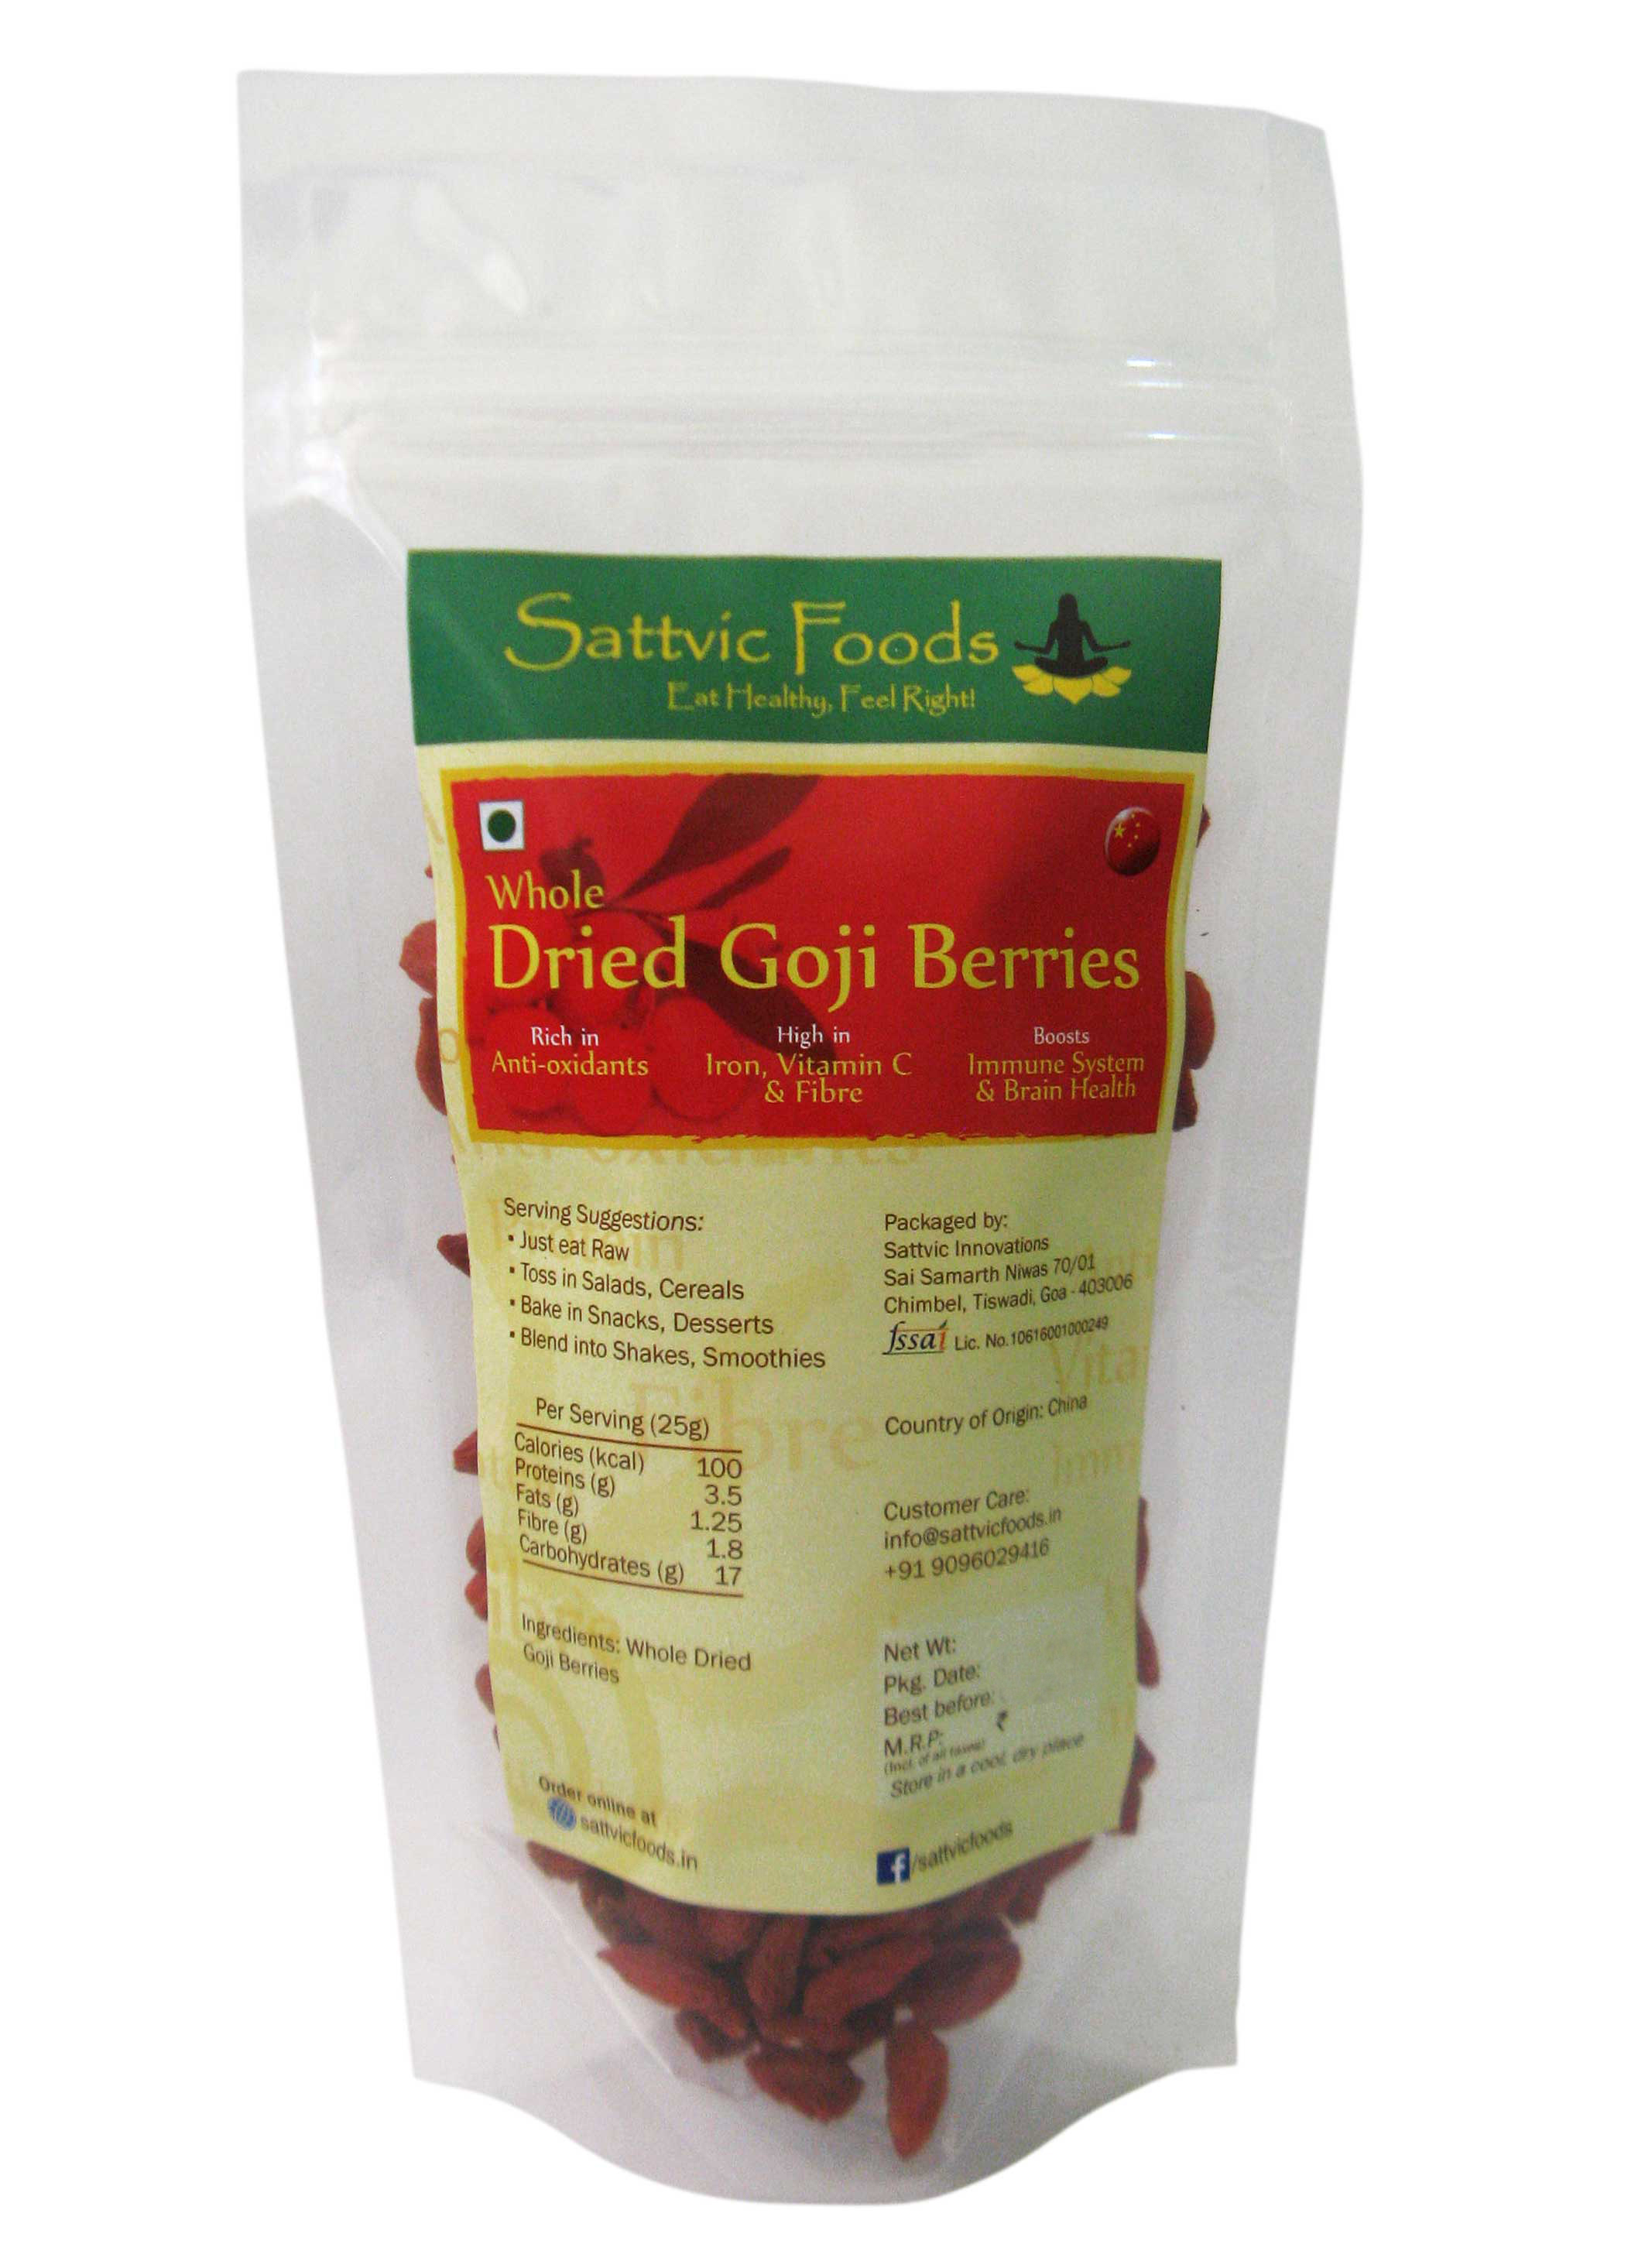 Sattvic Foods
Eat Healthy, Feel Right!
Whole
Dried Goji Berries
Rich in
Anti-oxidants
High in
Iron, Vitamin C
& Fibre
Boosts
Immune System
& Brain Health
Serving Suggestions:
▪ Just eat Raw
▪ Toss in Salads, Cereals
▪ Bake in Snacks, Desserts
▪ Blend into Shakes, Smoothies
Per Serving (25g)
Calories (kcal) 100
Proteins (g) 3.5
Fats (g) 1.25
Fibre (g) 1.8
Carbohydrates (g) 17
Ingredients: Whole Dried
Goji Berries
Order online at
sattvicfoods.in
Packaged by:
Sattvic Innovations
Sai Samarth Niwas 70/01
Chimbel, Tiswadi, Goa - 403006
fssai Lic. No.10616001000249
Country of Origin: China
Customer Care:
info@sattvicfoods.in
+91 9096029416
Net Wt:
Pkg. Date:
Best before:
M.R.P: ₹
(Incl. of all taxes)
Store in a cool, dry place
f/sattvicfoods